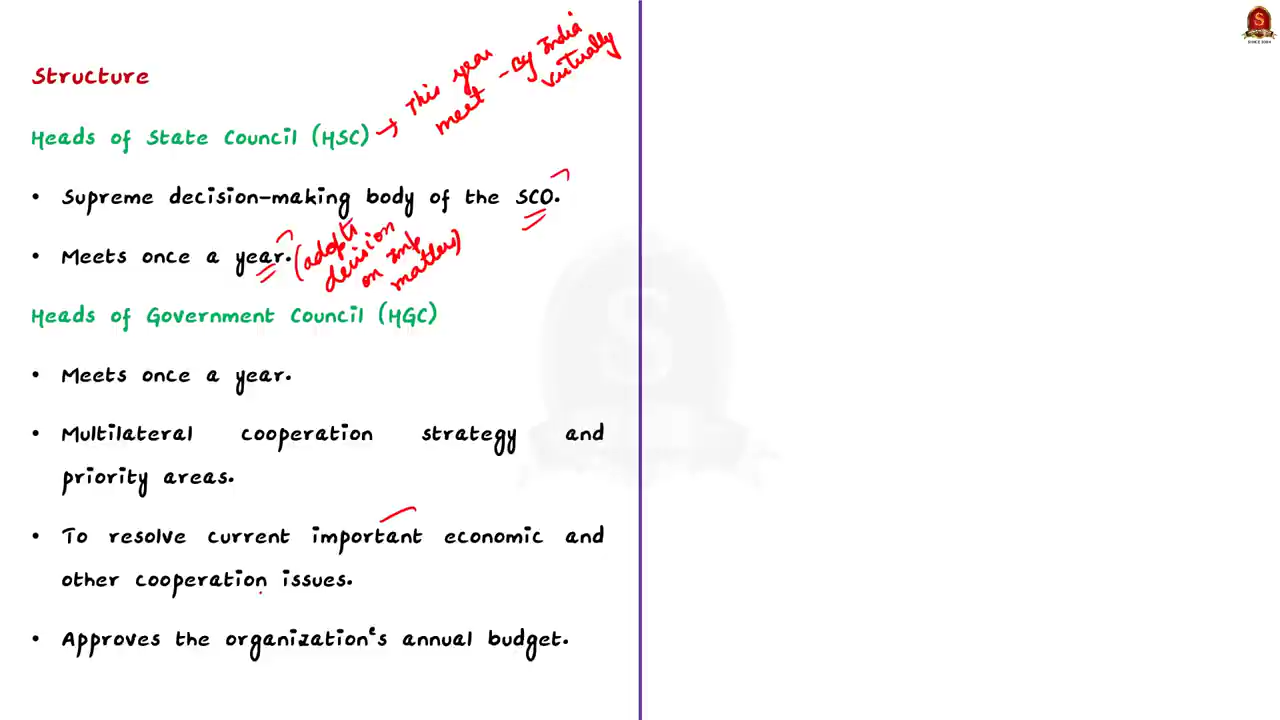 Structure
This year - By India
meet virtually
Heads of State Council (HSC) →
• Supreme decision-making body of the SCO.
• Meets once a year. (adopts
decision
on imp
matters)
Heads of Government Council (HGC)
• Meets once a year.
• Multilateral cooperation strategy and
priority areas.
• To resolve current important economic and
other cooperation issues.
• Approves the organization's annual budget.
S
SINCE 2004